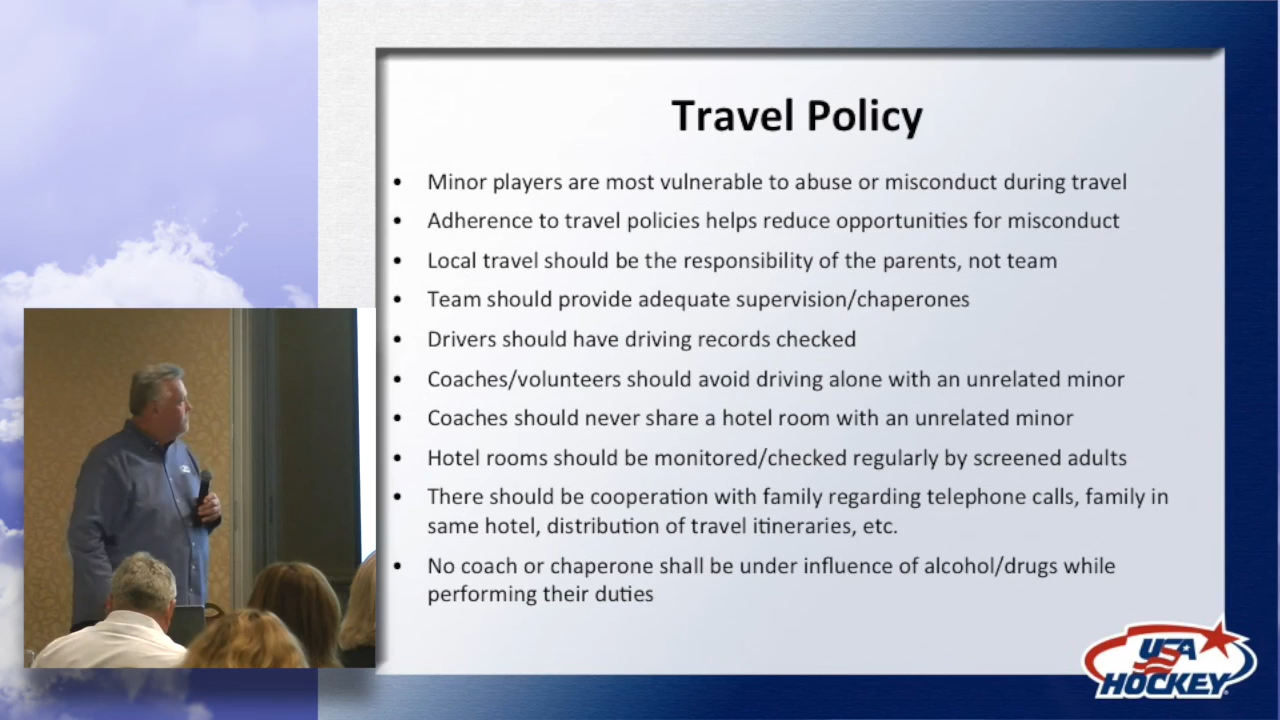 Travel Policy
• Minor players are most vulnerable to abuse or misconduct during travel
• Adherence to travel policies helps reduce opportunities for misconduct
• Local travel should be the responsibility of the parents, not team
• Team should provide adequate supervision/chaperones
• Drivers should have driving records checked
• Coaches/volunteers should avoid driving alone with an unrelated minor
• Coaches should never share a hotel room with an unrelated minor
• Hotel rooms should be monitored/checked regularly by screened adults
• There should be cooperation with family regarding telephone calls, family in
same hotel, distribution of travel itineraries, etc.
• No coach or chaperone shall be under influence of alcohol/drugs while
performing their duties
USA
HOCKEY